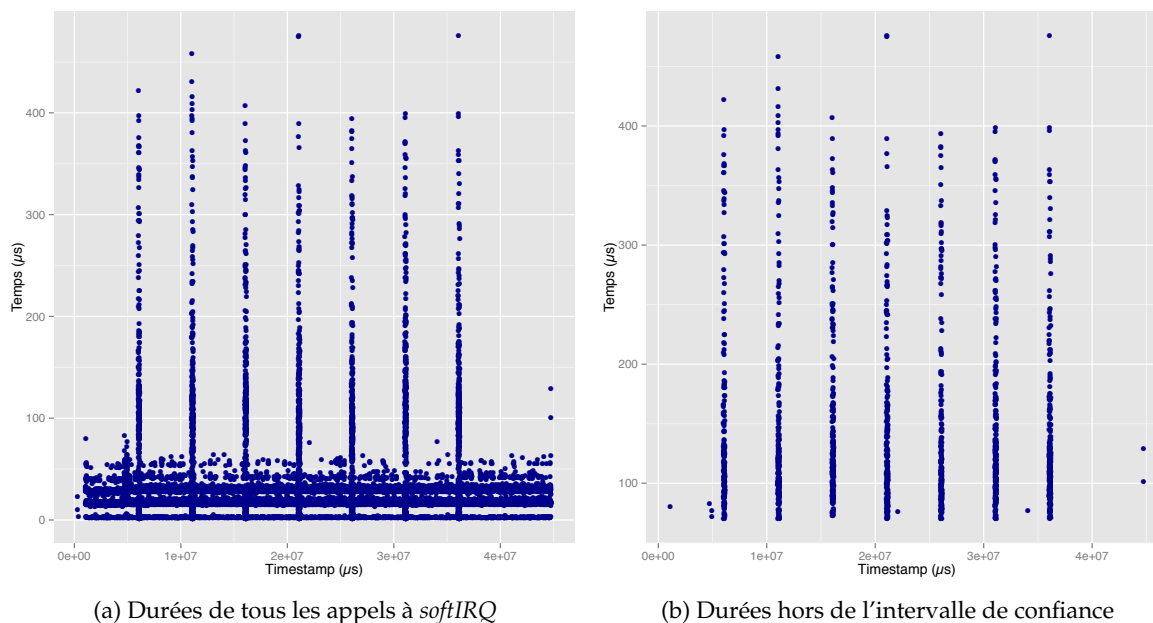 400
300
200
100
0
Temps (µs)
0e+00 1e+07 2e+07 3e+07 4e+07
Timestamp (µs)
(a) Durées de tous les appels à softIRQ
400
300
200
100
Temps (µs)
0e+00 1e+07 2e+07 3e+07 4e+07
Timestamp (µs)
(b) Durées hors de l'intervalle de confiance